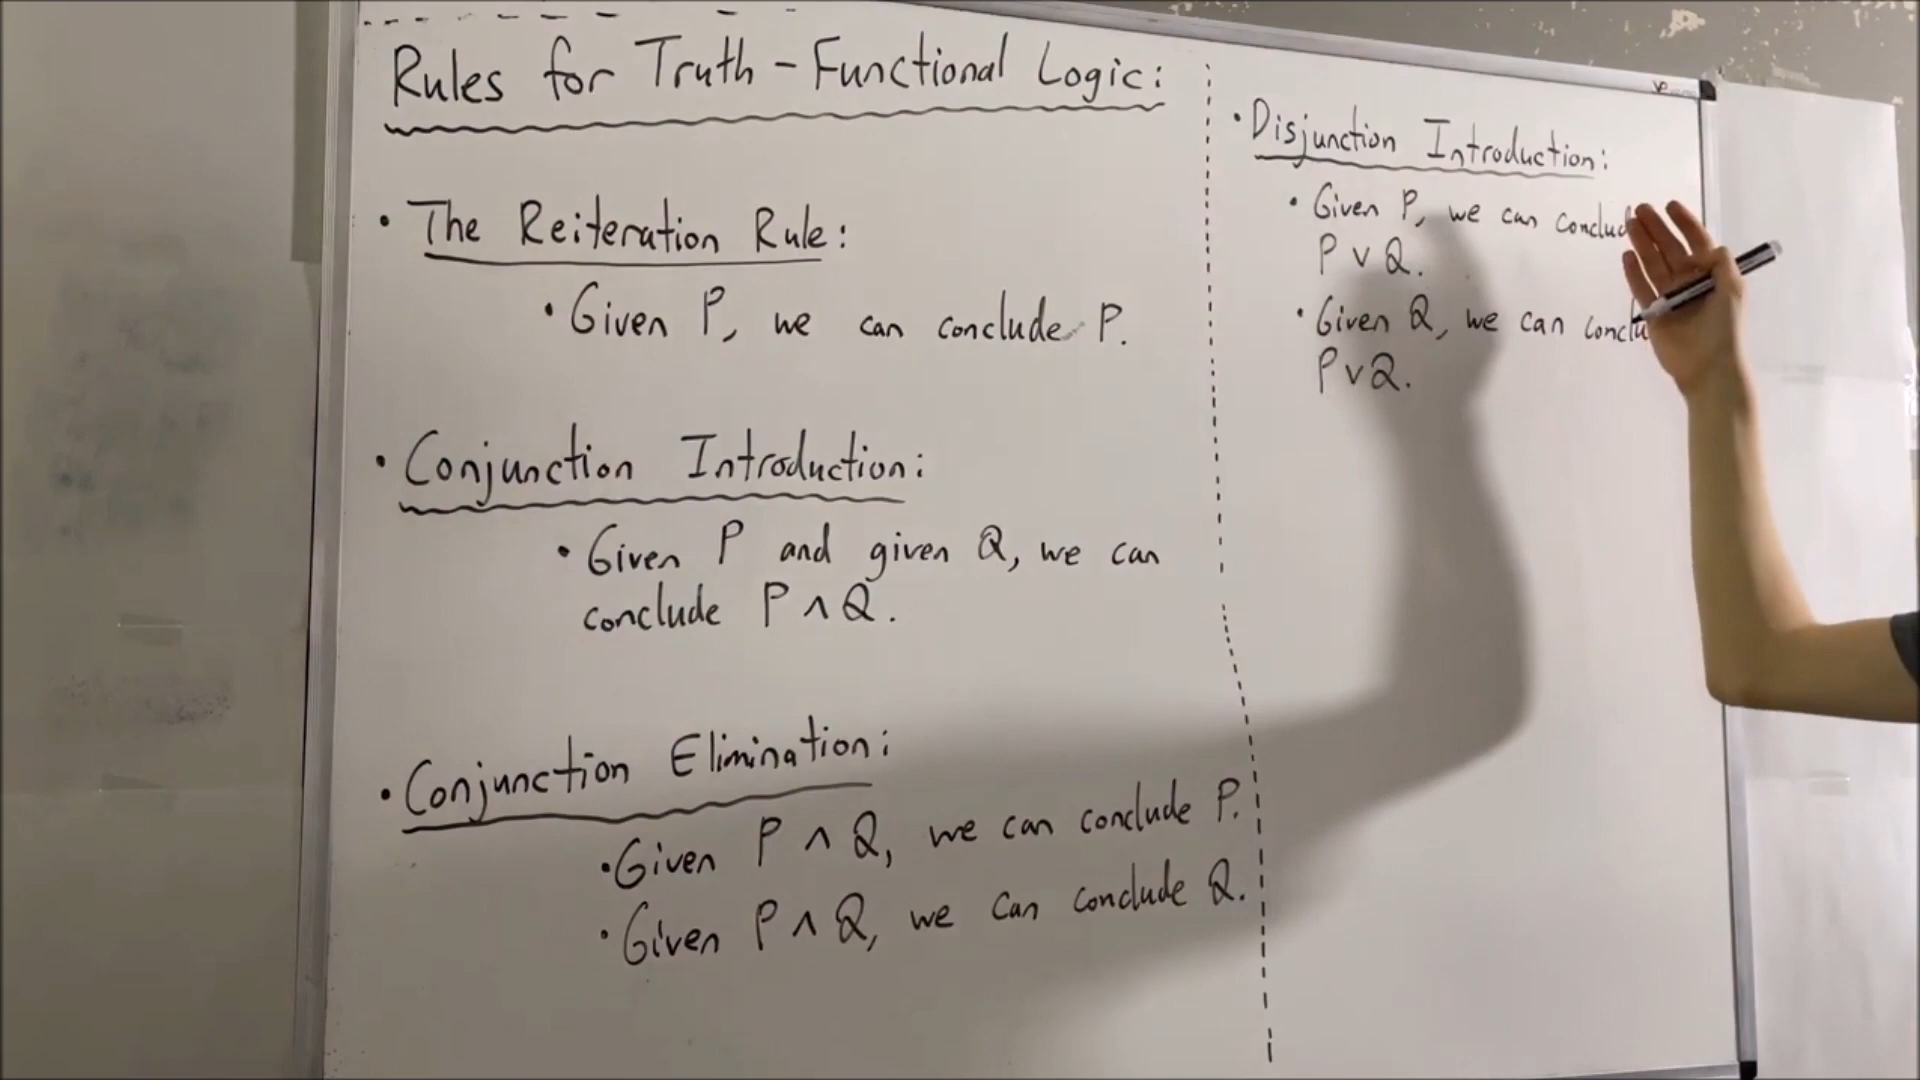 Rules for Truth - Functional Logic:
• The Reiteration Rule:
• Given P, we can conclude P.
• Conjunction Introduction:
• Given P and given Q, we can
conclude P ∧ Q.
• Conjunction Elimination:
• Given P ∧ Q, we can conclude P.
• Given P ∧ Q, we can conclude Q.
• Disjunction Introduction:
• Given P, we can
P ∨ Q.
• Given Q, we can
P ∨ Q.